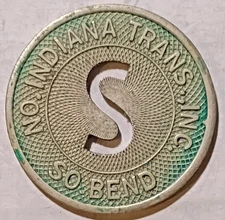 NO. INDIANA TRANS., INC.
S
SO BEND